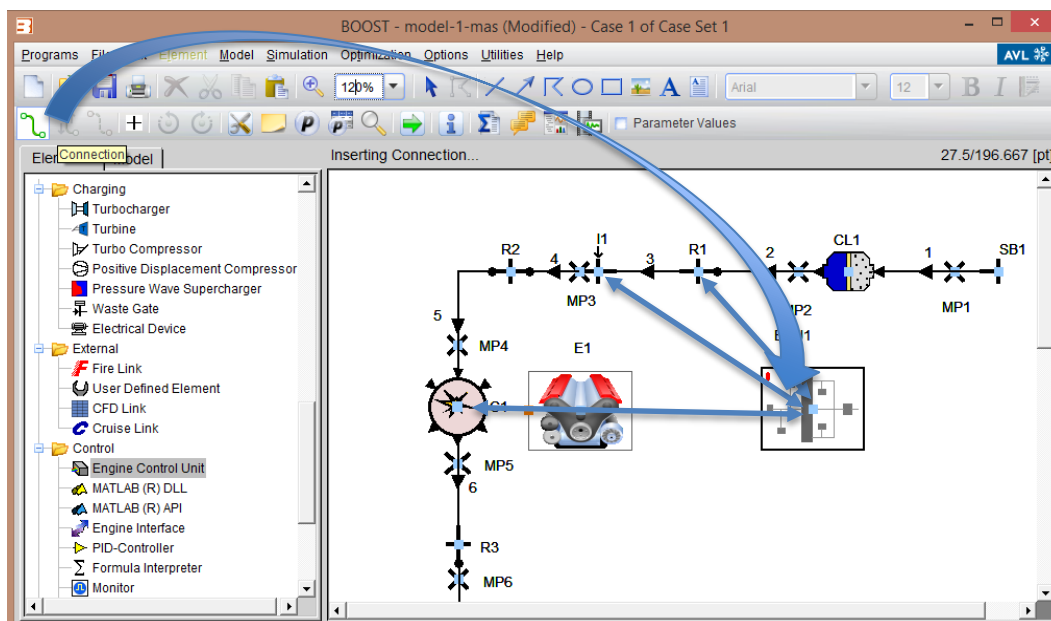 BOOST - model-1-mas (Modified) - Case 1 of Case Set 1
Programs Element Model Simulation Optimization Options Utilities Help
AVL
120% Arial 12 B I
Parameter Values
Model Inserting Connection... 27.5/196.667 [pt]
Connection
Charging
Turbocharger
Turbine
Turbo Compressor
Positive Displacement Compressor
Pressure Wave Supercharger
Waste Gate
Electrical Device
External
Fire Link
User Defined Element
CFD Link
Cruise Link
Control
Engine Control Unit
MATLAB (R) DLL
MATLAB (R) API
Engine Interface
PID-Controller
Formula Interpreter
Monitor
R2 4 I1 3 R1 2 CL1 1 SB1
MP3 MP2 MP1
5
MP4 E1
C1
MP5
6
R3
MP6